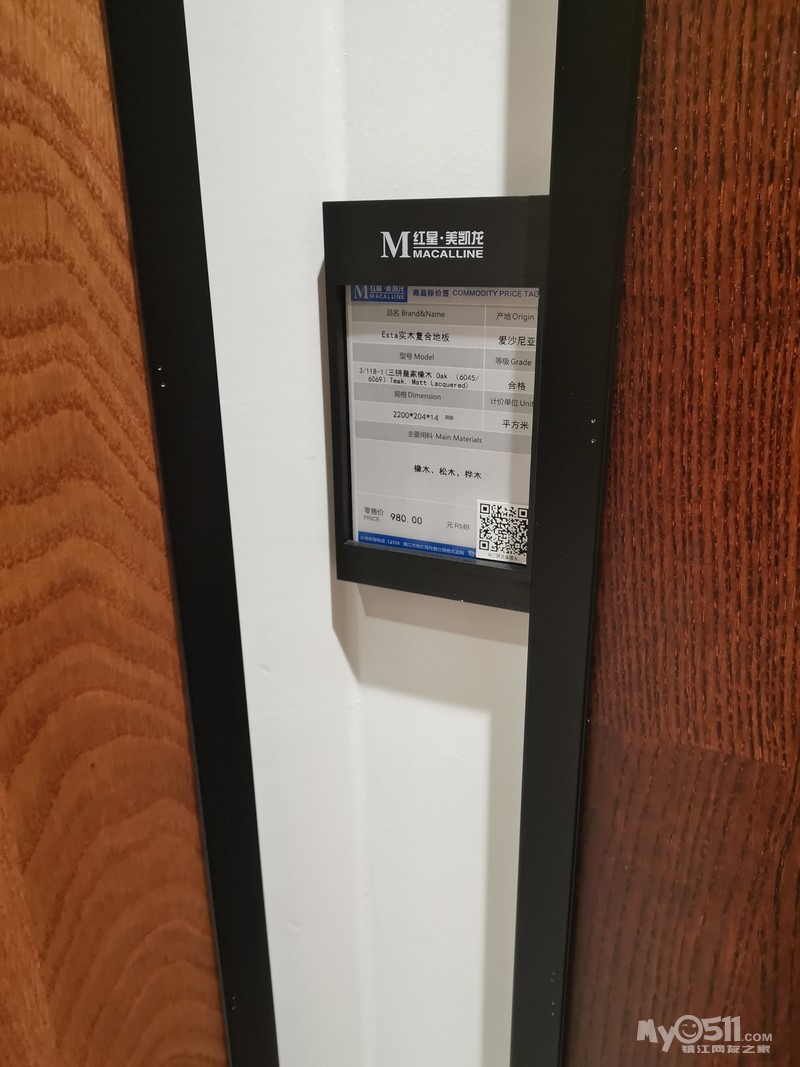 M 红星·美凯龙
MACALLINE
M 红星·美凯龙
MACALLINE
商品标价签 COMMODITY PRICE TAG
品名 Brand&Name
产地 Origin
Esta实木复合地板
爱沙尼亚
型号 Model
等级 Grade
3/118-1(三拼皇家橡木 Oak (6045/
6069) Teak. Matt Lacquered)
合格
规格 Dimension
计价单位 Unit
2200*204*14
平方米
主要用料 Main Materials
橡木、松木、桦木
零售价
PRICE
980.00
元 RMB
MY0511.COM
镇江网友之家